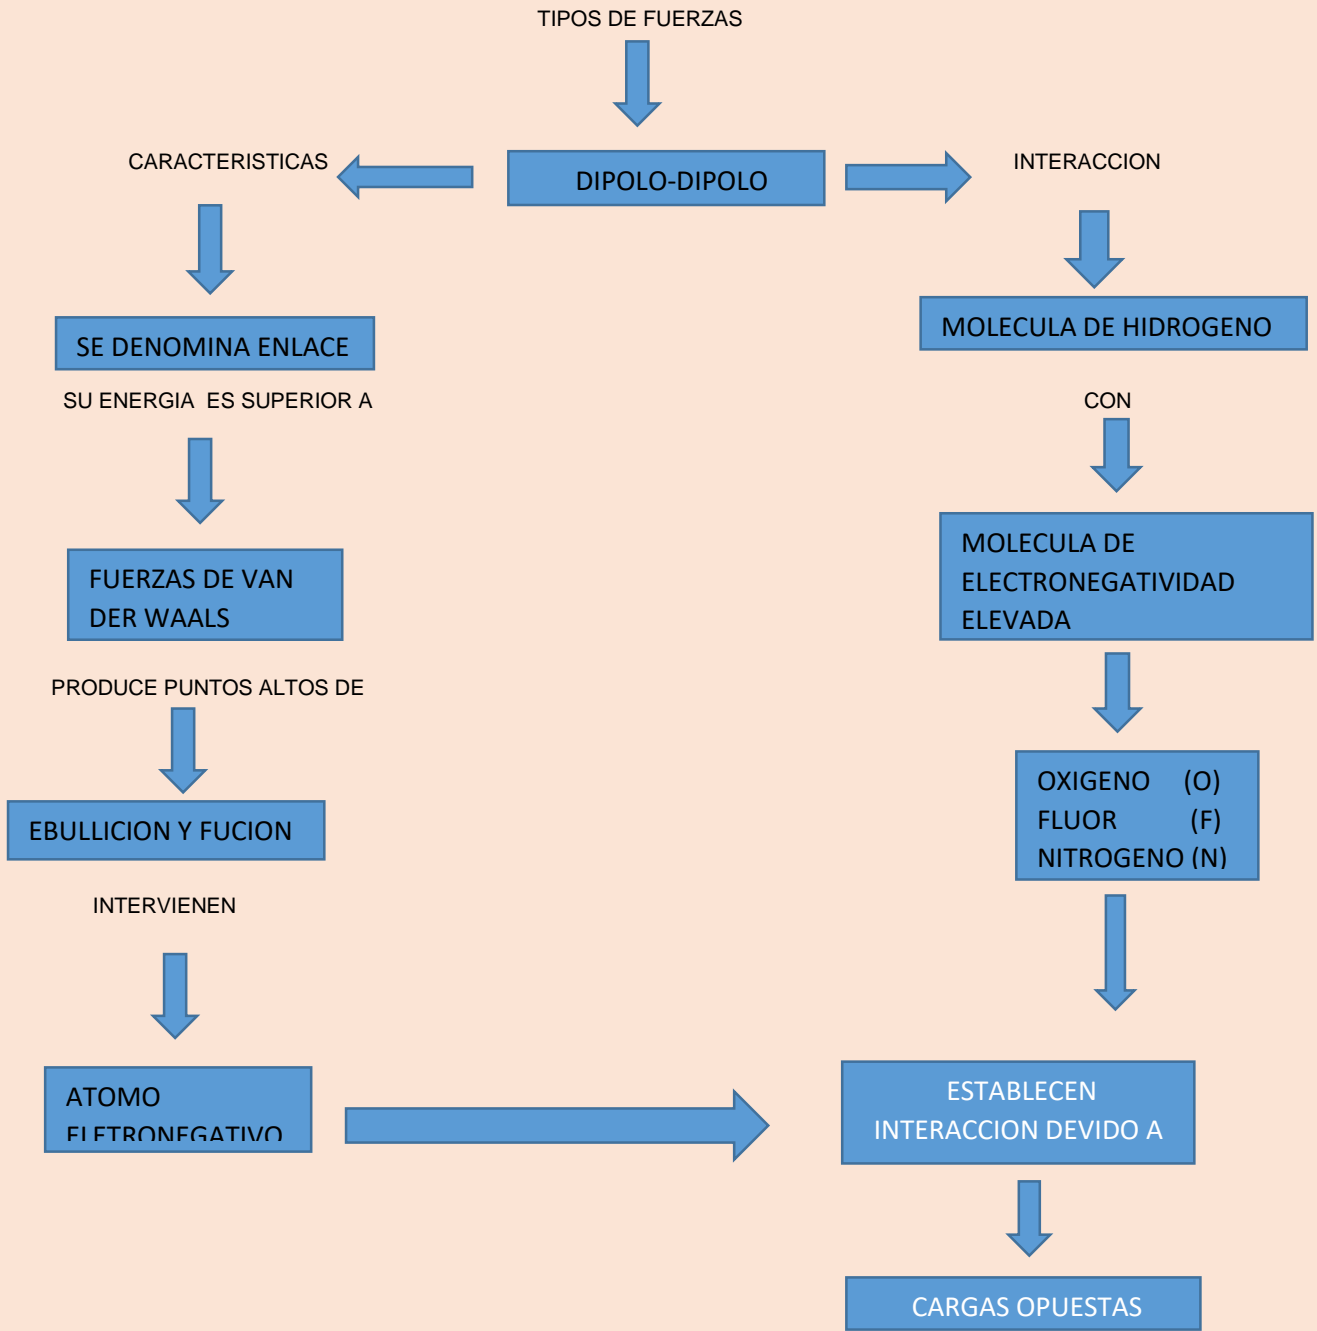 TIPOS DE FUERZAS
CARACTERISTICAS
DIPOLO-DIPOLO
INTERACCION
SE DENOMINA ENLACE
SU ENERGIA ES SUPERIOR A
FUERZAS DE VAN
DER WAALS
PRODUCE PUNTOS ALTOS DE
EBULLICION Y FUCION
INTERVIENEN
ATOMO
ELETRONEGATIVO
MOLECULA DE HIDROGENO
CON
MOLECULA DE
ELECTRONEGATIVIDAD
ELEVADA
OXIGENO (O)
FLUOR (F)
NITROGENO (N)
ESTABLECEN
INTERACCION DEVIDO A
CARGAS OPUESTAS